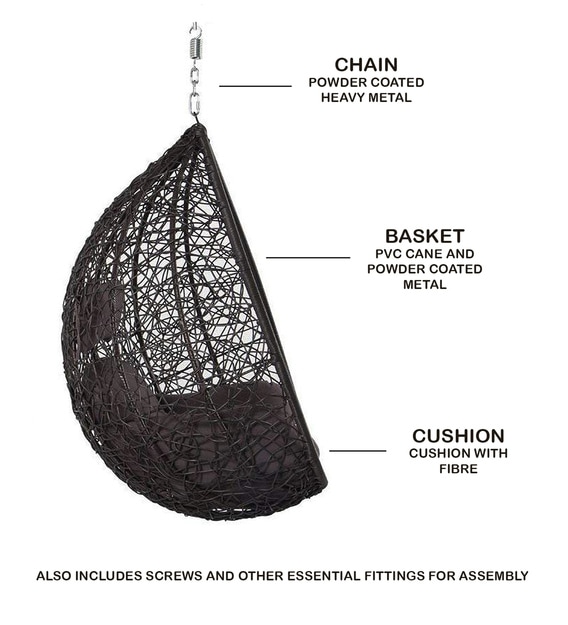 CHAIN
POWDER COATED
HEAVY METAL
BASKET
PVC CANE AND
POWDER COATED
METAL
CUSHION
CUSHION WITH
FIBRE
ALSO INCLUDES SCREWS AND OTHER ESSENTIAL FITTINGS FOR ASSEMBLY